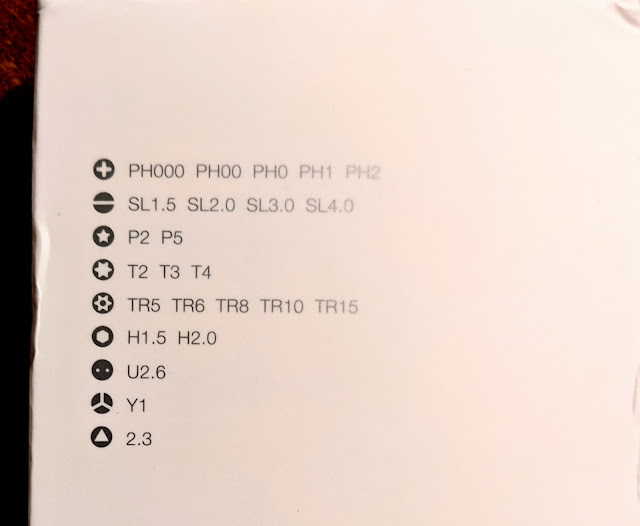 PH000 PH00 PH0 PH1 PH2
SL1.5 SL2.0 SL3.0 SL4.0
P2 P5
T2 T3 T4
TR5 TR6 TR8 TR10 TR15
H1.5 H2.0
U2.6
Y1
2.3